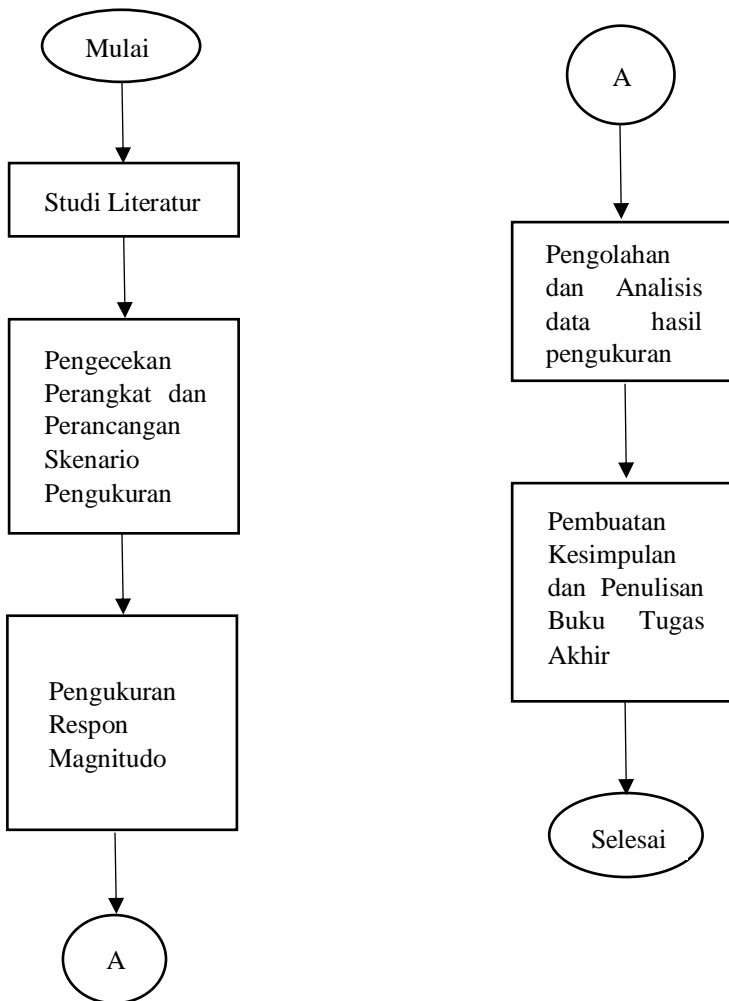 Mulai
Studi Literatur
Pengecekan
Perangkat dan
Perancangan
Skenario
Pengukuran
Pengukuran
Respon
Magnitudo
A
A
Pengolahan
dan Analisis
data hasil
pengukuran
Pembuatan
Kesimpulan
dan Penulisan
Buku Tugas
Akhir
Selesai